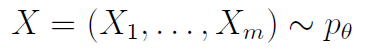 X = (X₁, . . . , Xₘ) ∼ p_θ